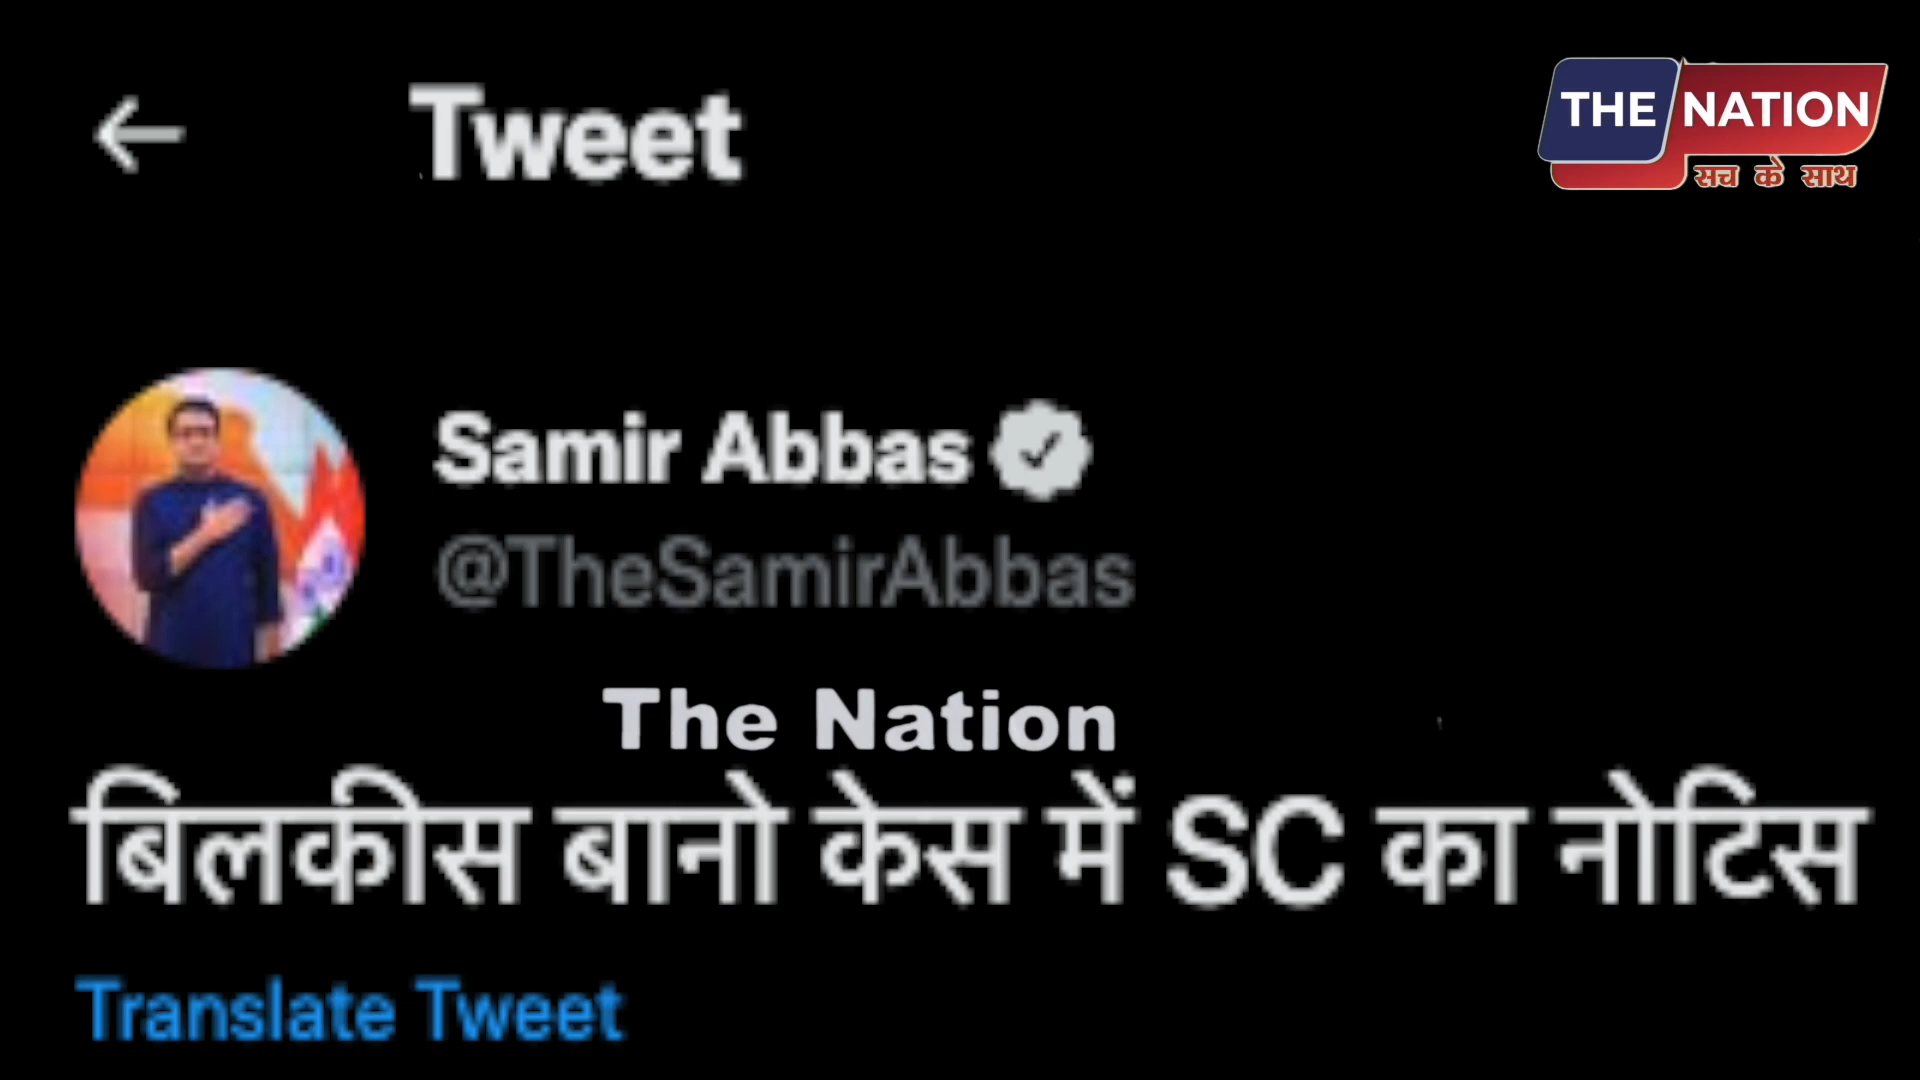 Tweet
THE NATION
सच के साथ
Samir Abbas
@TheSamirAbbas
The Nation
बिलकीस बानो केस में SC का नोटिस
Translate Tweet